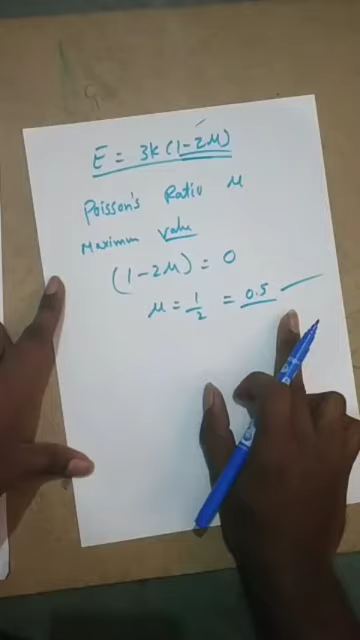 E = 3K (1-2μ)
Poisson's Ratio μ
Maximum value
(1-2μ) = 0
μ = 1/2 = 0.5